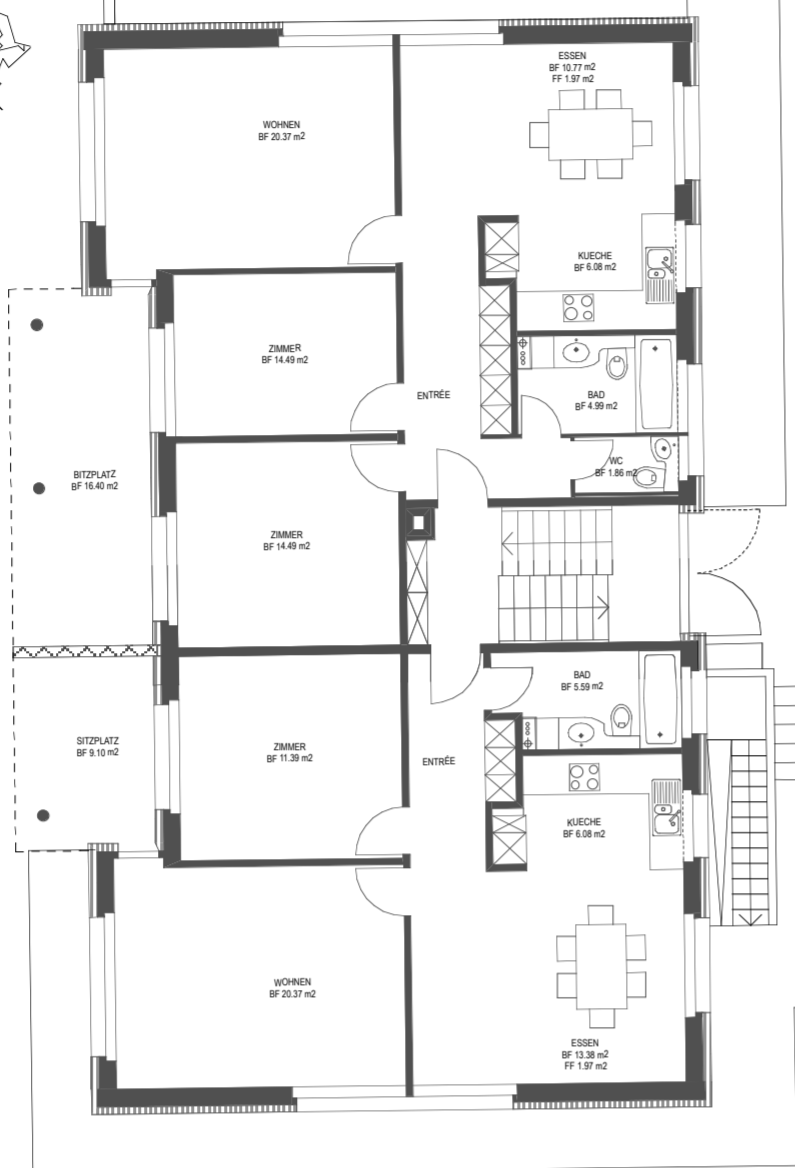 ESSEN
BF 10.77 m2
FF 1.97 m2
WOHNEN
BF 20.37 m2
KUECHE
BF 6.08 m2
ZIMMER
BF 14.49 m2
ENTRÉE
BAD
BF 4.99 m2
WC
BF 1.86 m2
BITZPLATZ
BF 16.40 m2
ZIMMER
BF 14.49 m2
BAD
BF 5.59 m2
SITZPLATZ
BF 9.10 m2
ZIMMER
BF 11.39 m2
ENTRÉE
KUECHE
BF 6.08 m2
WOHNEN
BF 20.37 m2
ESSEN
BF 13.38 m2
FF 1.97 m2